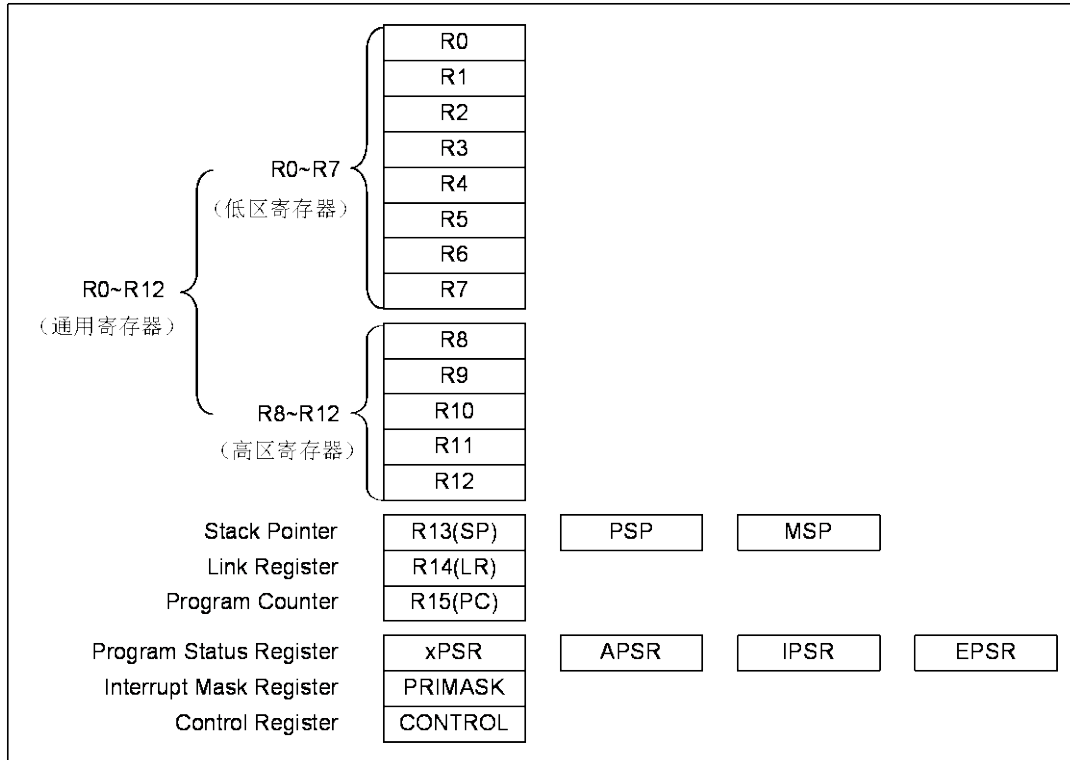 R0
R1
R2
R3
R0~R7
R4
（低区寄存器）
R5
R6
R0~R12
R7
（通用寄存器）
R8
R9
R8~R12
R10
（高区寄存器）
R11
R12
Stack Pointer R13(SP) PSP MSP
Link Register R14(LR)
Program Counter R15(PC)
Program Status Register xPSR APSR IPSR EPSR
Interrupt Mask Register PRIMASK
Control Register CONTROL